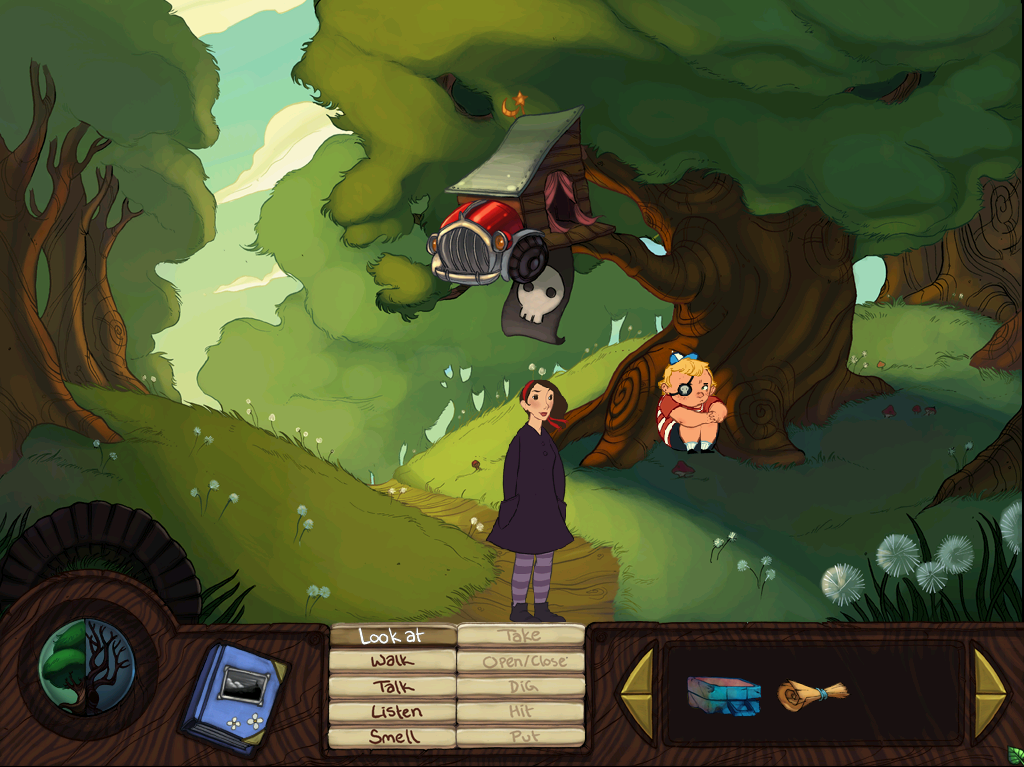 Look at Take
Walk Open/Close
Talk Dig
Listen Hit
Smell Put